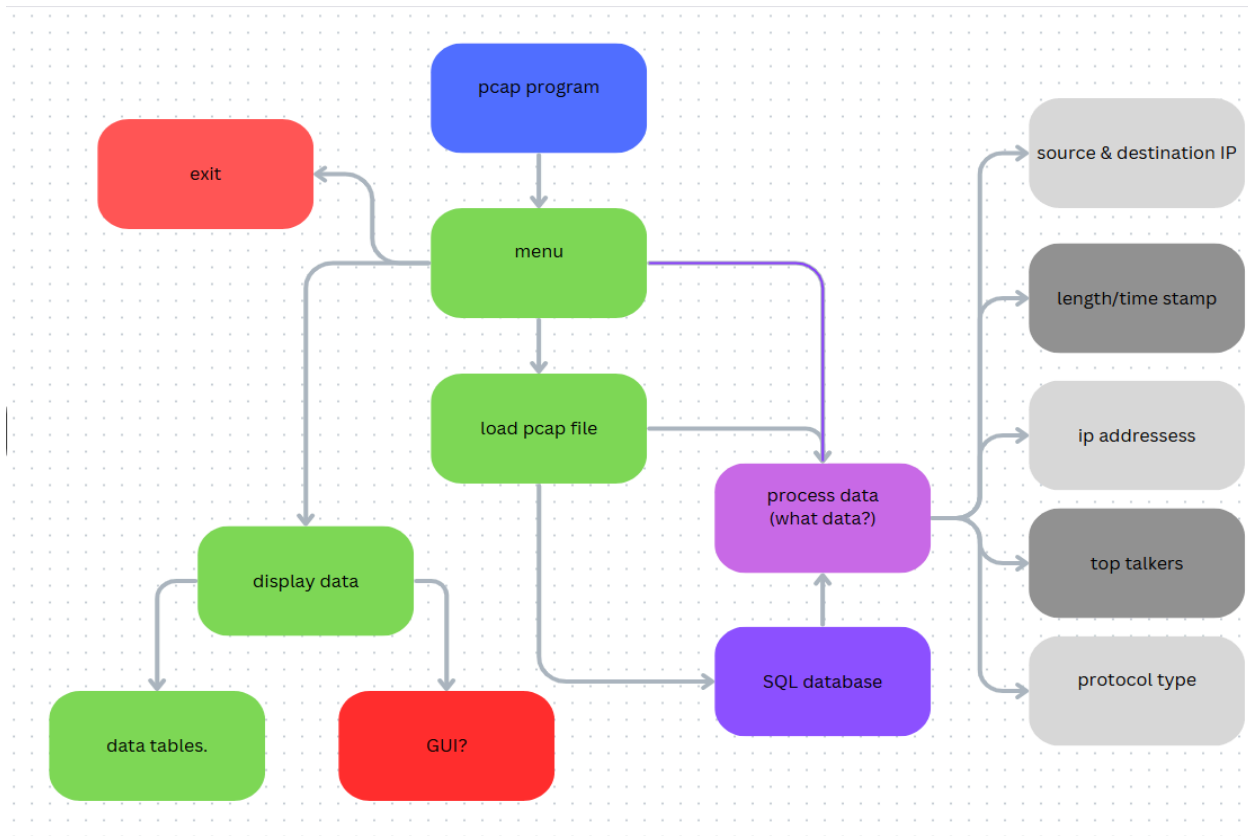 pcap program
exit
menu
load pcap file
process data
(what data?)
display data
SQL database
data tables.
GUI?
source & destination IP
length/time stamp
ip addressess
top talkers
protocol type